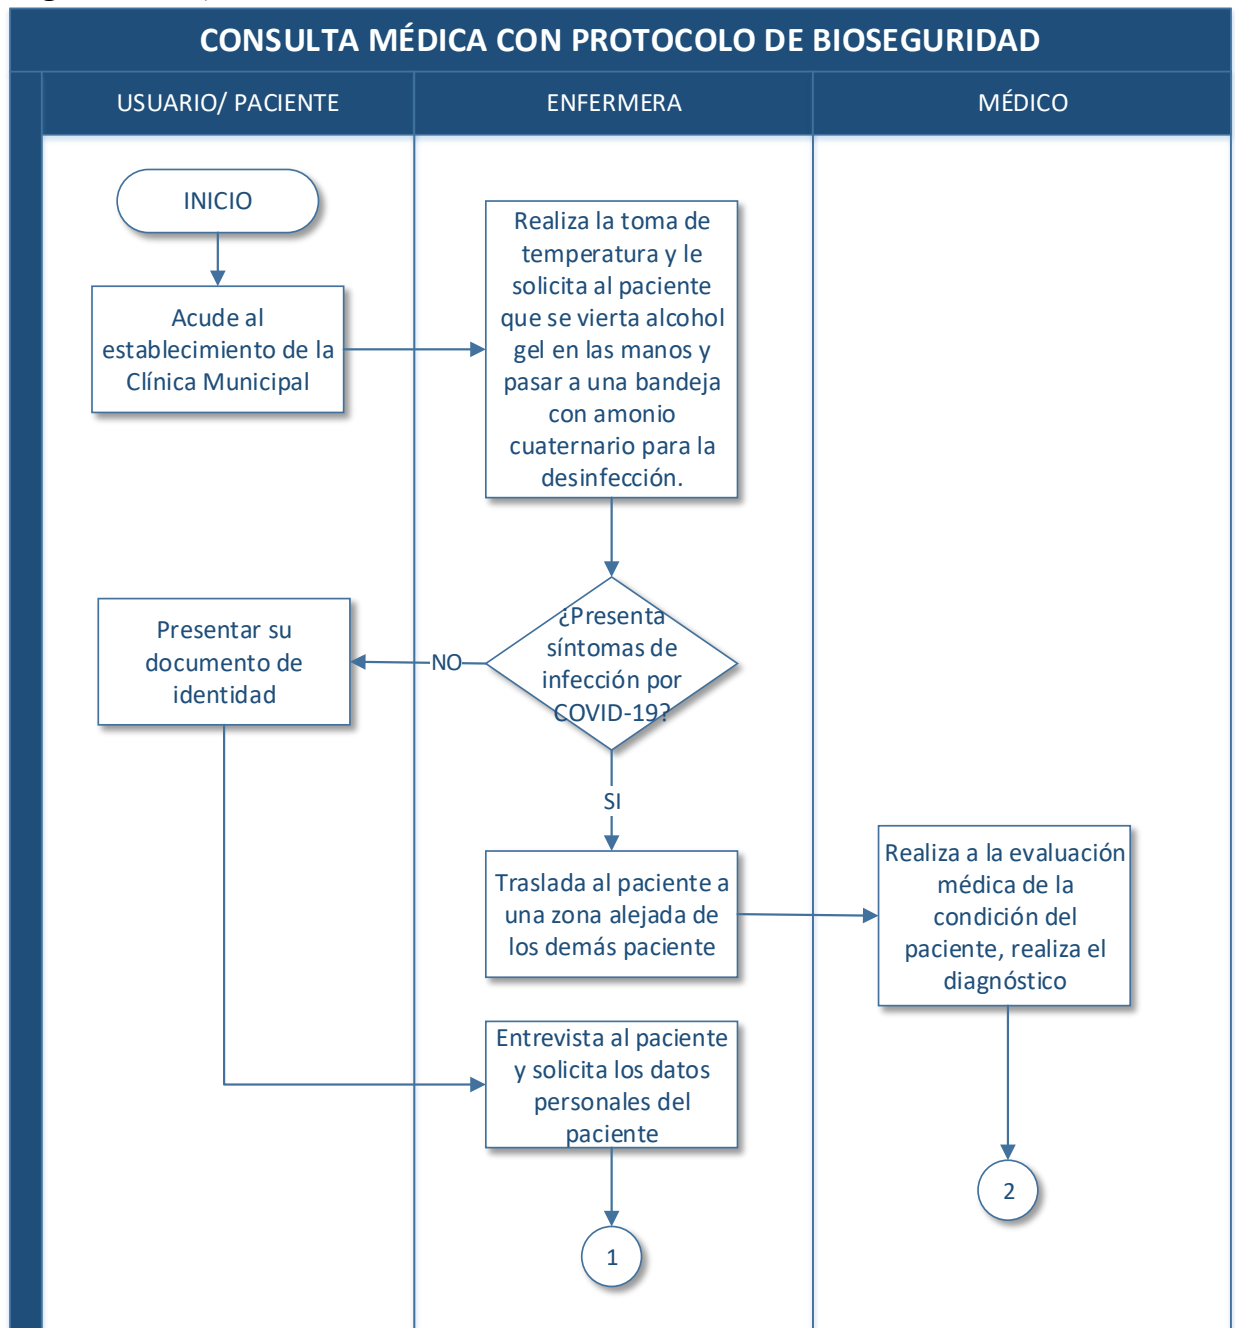 CONSULTA MÉDICA CON PROTOCOLO DE BIOSEGURIDAD
USUARIO/ PACIENTE
ENFERMERA
MÉDICO
INICIO
Acude al
establecimiento de la
Clínica Municipal
Realiza la toma de
temperatura y le
solicita al paciente
que se vierta alcohol
gel en las manos y
pasar a una bandeja
con amonio
cuaternario para la
desinfección.
¿Presenta
síntomas de
infección por
COVID-19?
NO
Presentar su
documento de
identidad
SI
Traslada al paciente a
una zona alejada de
los demás paciente
Realiza a la evaluación
médica de la
condición del
paciente, realiza el
diagnóstico
Entrevista al paciente
y solicita los datos
personales del
paciente
2
1